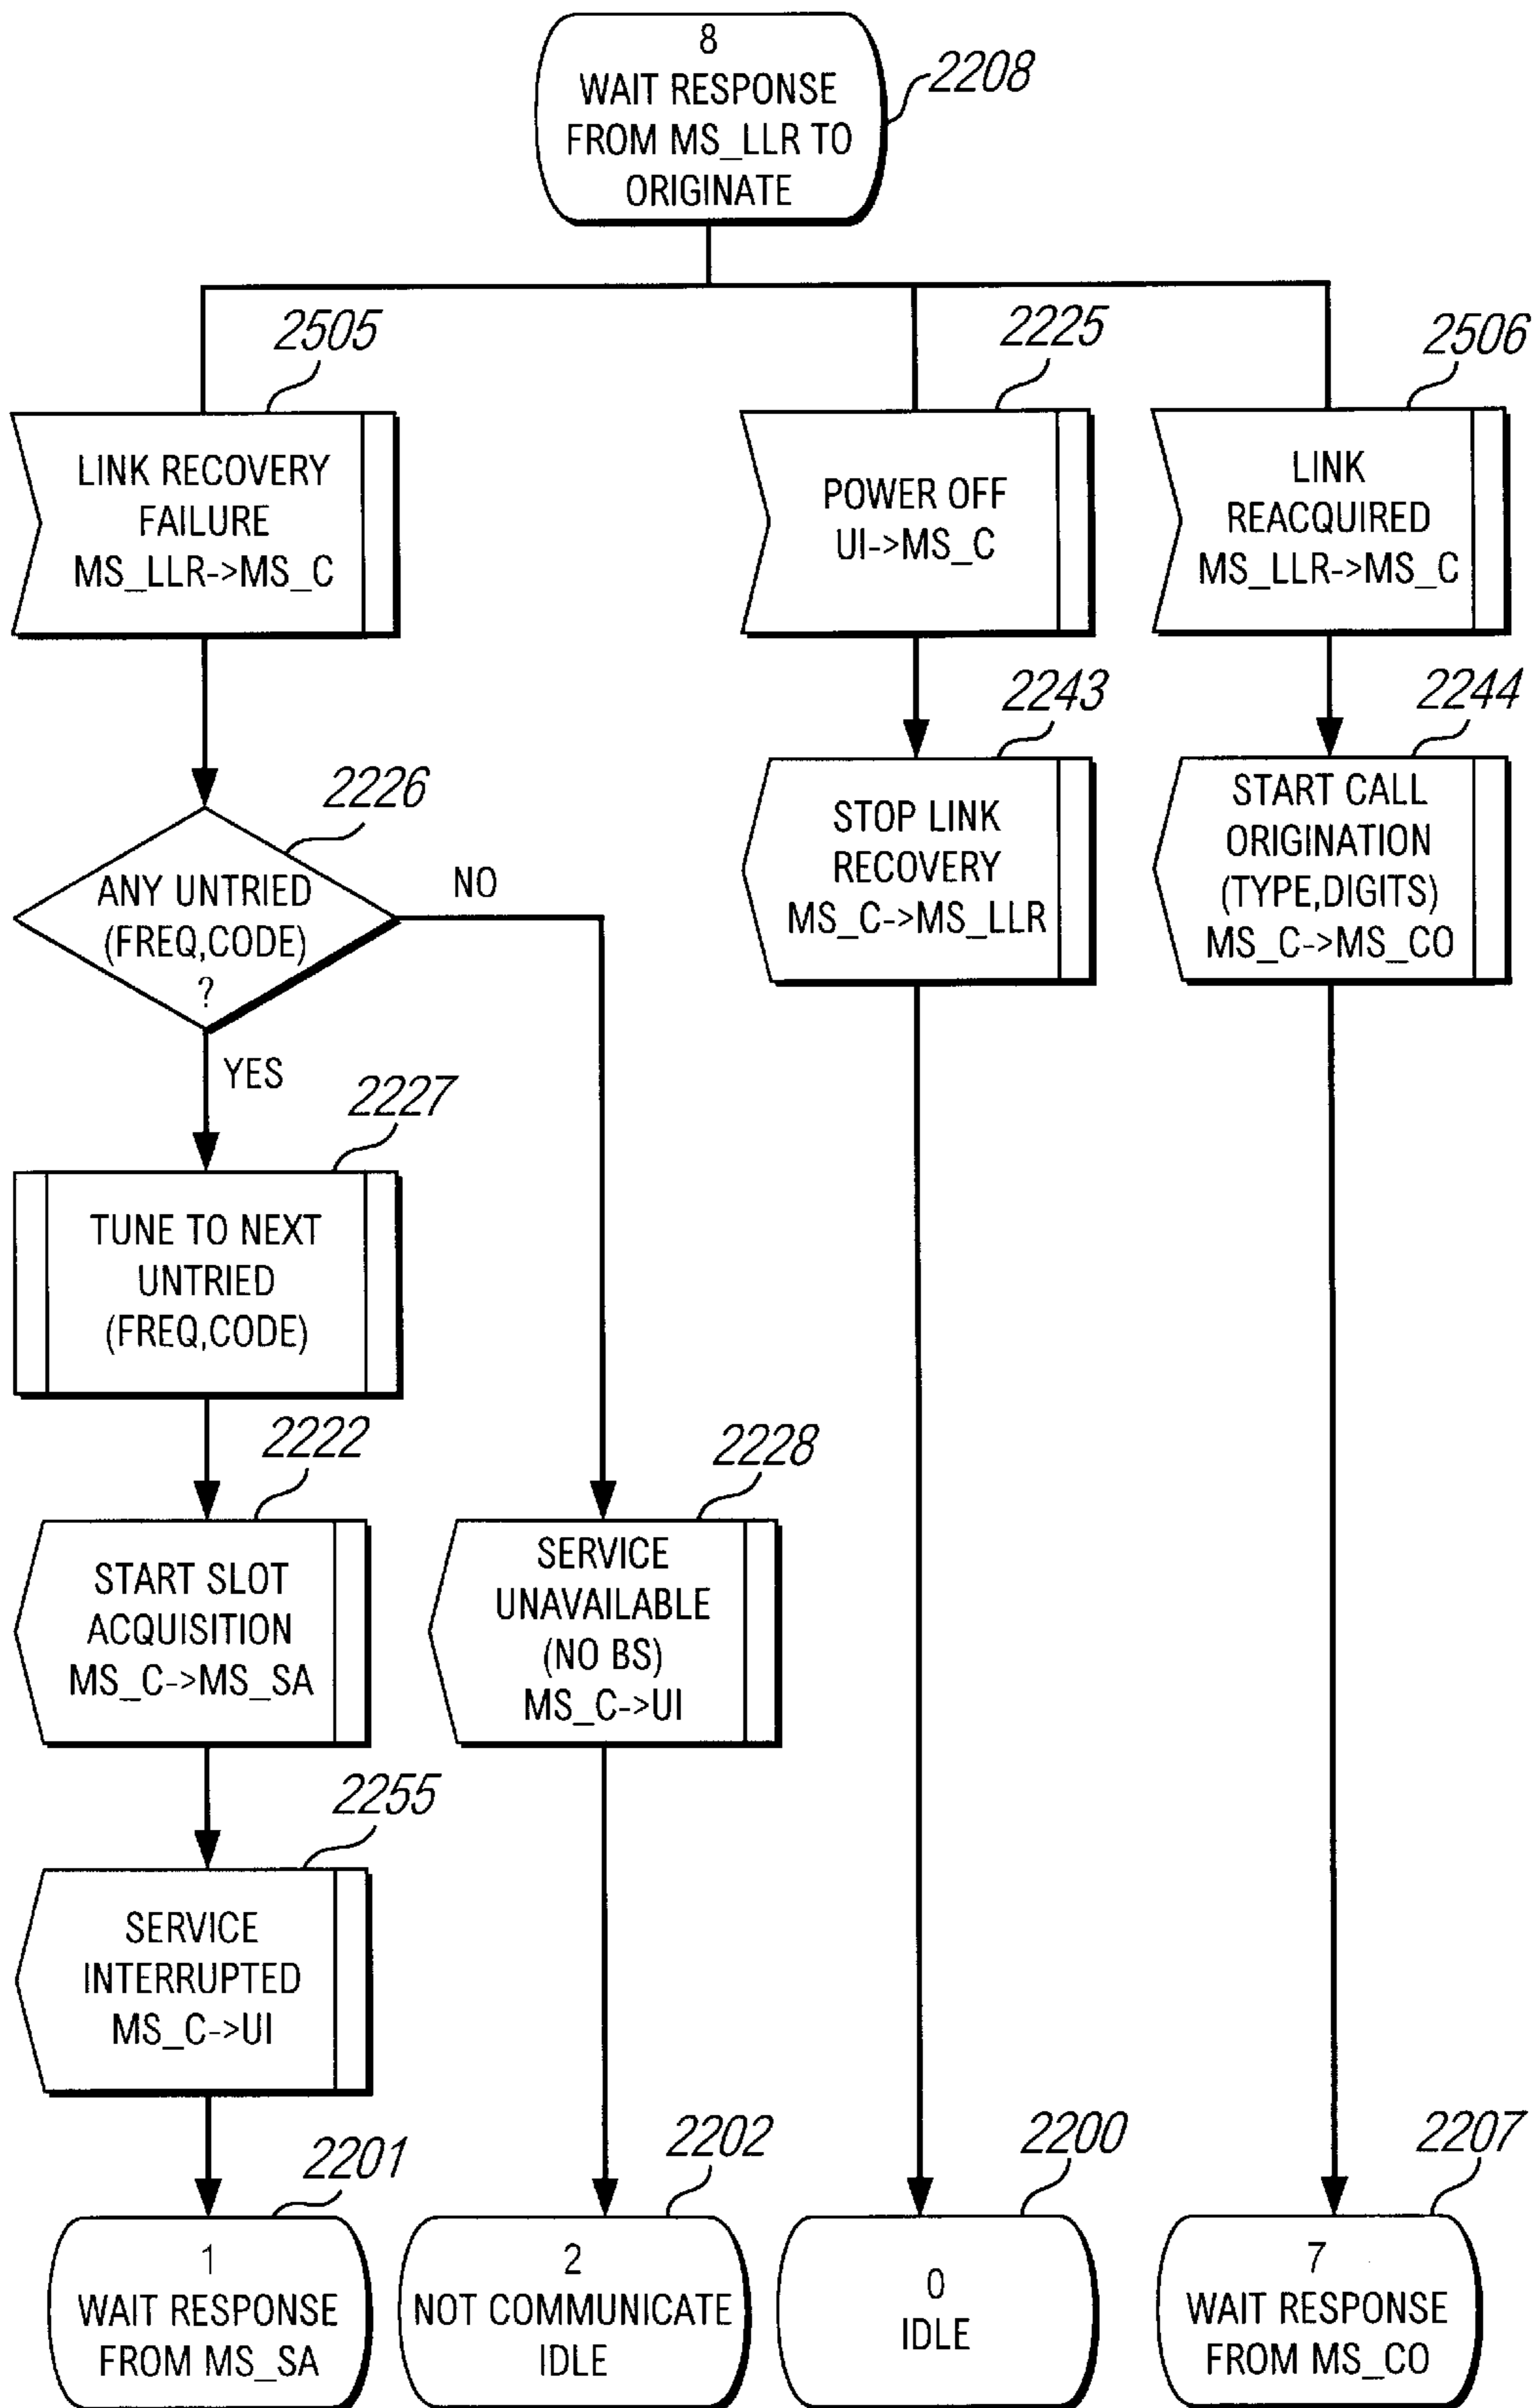 8
WAIT RESPONSE
FROM MS_LLR TO
ORIGINATE
2208
2505
LINK RECOVERY
FAILURE
MS_LLR->MS_C
2225
POWER OFF
UI->MS_C
2506
LINK
REACQUIRED
MS_LLR->MS_C
2226
ANY UNTRIED
(FREQ,CODE)
?
NO
YES
2243
STOP LINK
RECOVERY
MS_C->MS_LLR
2244
START CALL
ORIGINATION
(TYPE,DIGITS)
MS_C->MS_CO
2227
TUNE TO NEXT
UNTRIED
(FREQ,CODE)
2222
START SLOT
ACQUISITION
MS_C->MS_SA
2228
SERVICE
UNAVAILABLE
(NO BS)
MS_C->UI
2255
SERVICE
INTERRUPTED
MS_C->UI
2201
1
WAIT RESPONSE
FROM MS_SA
2202
2
NOT COMMUNICATE
IDLE
2200
0
IDLE
2207
7
WAIT RESPONSE
FROM MS_CO